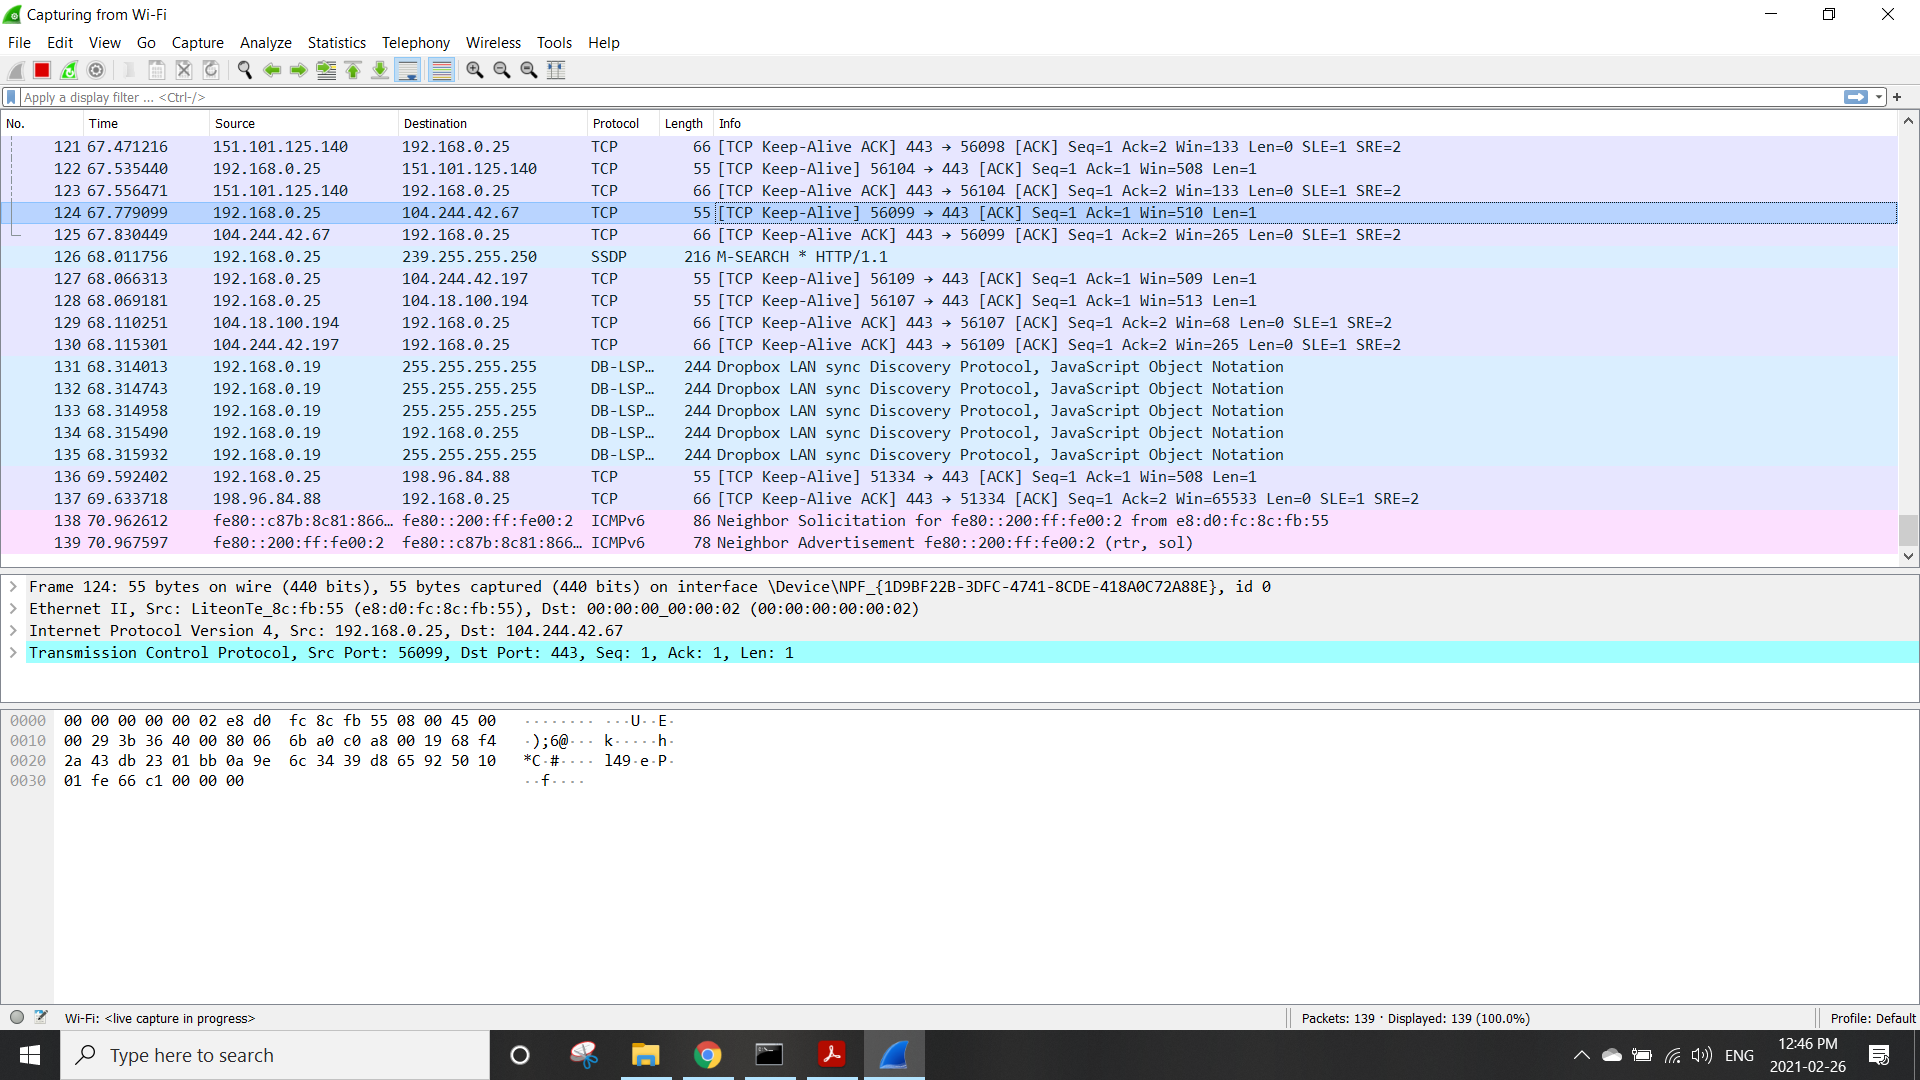 Capturing from Wi-Fi
File Edit View Go Capture Analyze Statistics Telephony Wireless Tools Help
Apply a display filter ... <Ctrl-/>
No. Time Source Destination Protocol Length Info
121 67.471216 151.101.125.140 192.168.0.25 TCP 66 [TCP Keep-Alive ACK] 443 → 56098 [ACK] Seq=1 Ack=2 Win=133 Len=0 SLE=1 SRE=2
122 67.535440 192.168.0.25 151.101.125.140 TCP 55 [TCP Keep-Alive] 56104 → 443 [ACK] Seq=1 Ack=1 Win=508 Len=1
123 67.556471 151.101.125.140 192.168.0.25 TCP 66 [TCP Keep-Alive ACK] 443 → 56104 [ACK] Seq=1 Ack=2 Win=133 Len=0 SLE=1 SRE=2
124 67.779099 192.168.0.25 104.244.42.67 TCP 55 [TCP Keep-Alive] 56099 → 443 [ACK] Seq=1 Ack=1 Win=510 Len=1
125 67.830449 104.244.42.67 192.168.0.25 TCP 66 [TCP Keep-Alive ACK] 443 → 56099 [ACK] Seq=1 Ack=2 Win=265 Len=0 SLE=1 SRE=2
126 68.011756 192.168.0.25 239.255.255.250 SSDP 216 M-SEARCH * HTTP/1.1
127 68.066313 192.168.0.25 104.244.42.197 TCP 55 [TCP Keep-Alive] 56109 → 443 [ACK] Seq=1 Ack=1 Win=509 Len=1
128 68.069181 192.168.0.25 104.18.100.194 TCP 55 [TCP Keep-Alive] 56107 → 443 [ACK] Seq=1 Ack=1 Win=513 Len=1
129 68.110251 104.18.100.194 192.168.0.25 TCP 66 [TCP Keep-Alive ACK] 443 → 56107 [ACK] Seq=1 Ack=2 Win=68 Len=0 SLE=1 SRE=2
130 68.115301 104.244.42.197 192.168.0.25 TCP 66 [TCP Keep-Alive ACK] 443 → 56109 [ACK] Seq=1 Ack=2 Win=265 Len=0 SLE=1 SRE=2
131 68.314013 192.168.0.19 255.255.255.255 DB-LSP… 244 Dropbox LAN sync Discovery Protocol, JavaScript Object Notation
132 68.314743 192.168.0.19 255.255.255.255 DB-LSP… 244 Dropbox LAN sync Discovery Protocol, JavaScript Object Notation
133 68.314958 192.168.0.19 255.255.255.255 DB-LSP… 244 Dropbox LAN sync Discovery Protocol, JavaScript Object Notation
134 68.315490 192.168.0.19 192.168.0.255 DB-LSP… 244 Dropbox LAN sync Discovery Protocol, JavaScript Object Notation
135 68.315932 192.168.0.19 255.255.255.255 DB-LSP… 244 Dropbox LAN sync Discovery Protocol, JavaScript Object Notation
136 69.592402 192.168.0.25 198.96.84.88 TCP 55 [TCP Keep-Alive] 51334 → 443 [ACK] Seq=1 Ack=1 Win=508 Len=1
137 69.633718 198.96.84.88 192.168.0.25 TCP 66 [TCP Keep-Alive ACK] 443 → 51334 [ACK] Seq=1 Ack=2 Win=65533 Len=0 SLE=1 SRE=2
138 70.962612 fe80::c87b:8c81:866… fe80::200:ff:fe00:2 ICMPv6 86 Neighbor Solicitation for fe80::200:ff:fe00:2 from e8:d0:fc:8c:fb:55
139 70.967597 fe80::200:ff:fe00:2 fe80::c87b:8c81:866… ICMPv6 78 Neighbor Advertisement fe80::200:ff:fe00:2 (rtr, sol)
Frame 124: 55 bytes on wire (440 bits), 55 bytes captured (440 bits) on interface \Device\NPF_{1D9BF22B-3DFC-4741-8CDE-418A0C72A88E}, id 0
Ethernet II, Src: LiteonTe_8c:fb:55 (e8:d0:fc:8c:fb:55), Dst: 00:00:00_00:00:02 (00:00:00:00:00:02)
Internet Protocol Version 4, Src: 192.168.0.25, Dst: 104.244.42.67
Transmission Control Protocol, Src Port: 56099, Dst Port: 443, Seq: 1, Ack: 1, Len: 1
0000 00 00 00 00 00 02 e8 d0 fc 8c fb 55 08 00 45 00 ········ ···U··E·
0010 00 29 3b 36 40 00 80 06 6b a0 c0 a8 00 19 68 f4 ·);6@··· k·····h·
0020 2a 43 db 23 01 bb 0a 9e 6c 34 39 d8 65 92 50 10 *C·#···· l49·e·P·
0030 01 fe 66 c1 00 00 00 ··f····
Wi-Fi: <live capture in progress> Packets: 139 · Displayed: 139 (100.0%) Profile: Default
Type here to search
ENG
12:46 PM
2021-02-26